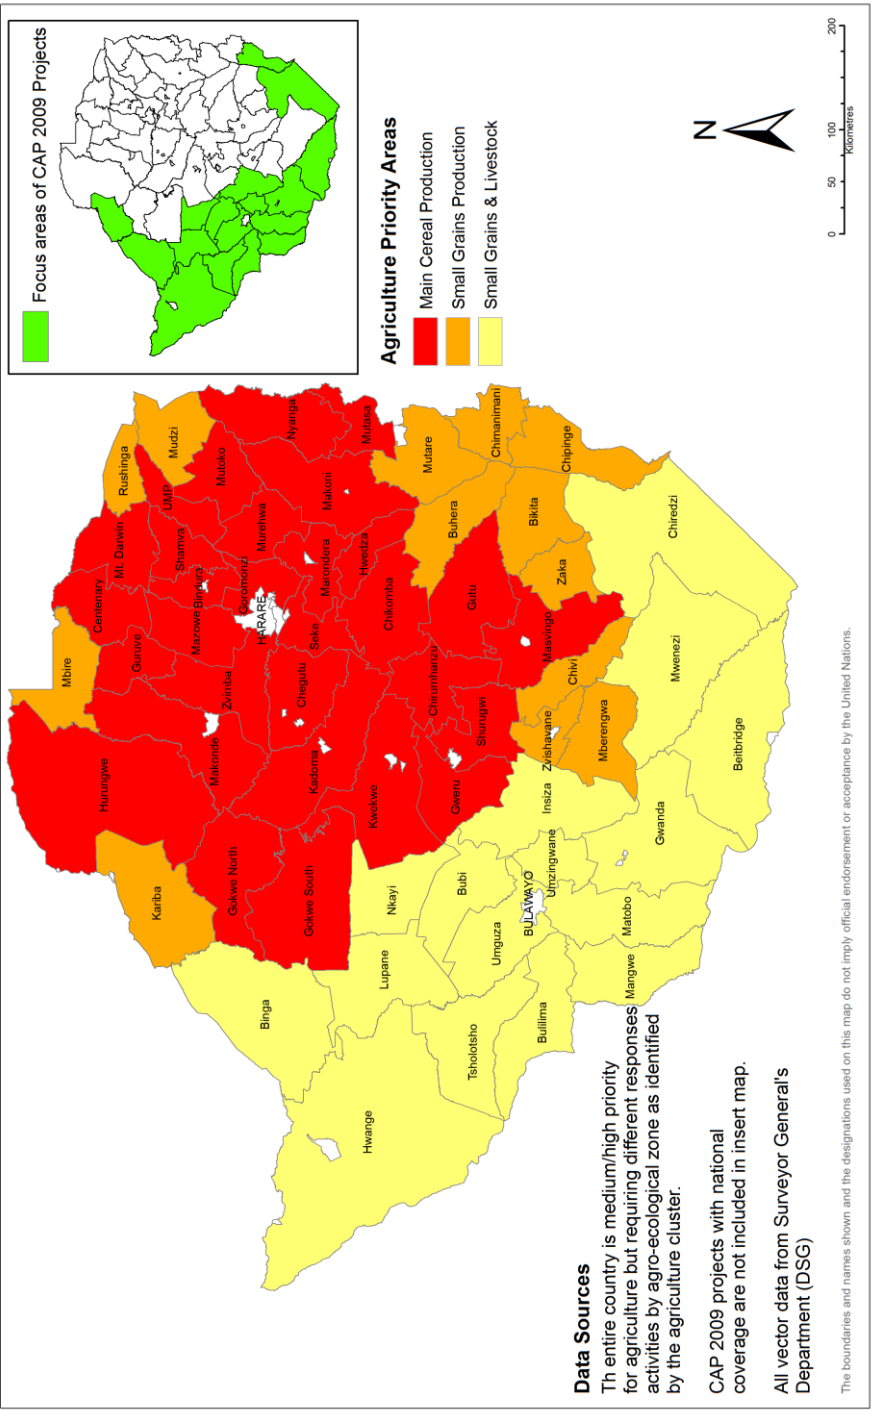 Focus areas of CAP 2009 Projects
Agriculture Priority Areas
Main Cereal Production
Small Grains Production
Small Grains & Livestock
N
0 50 100 200
Kilometres
Hurungwe
Mbire
Centenary
Mt. Darwin
Rushinga
Mudzi
Kariba
Guruve
Shamva
UMP
Mutoko
Mazowe
Bindura
Makonde
Zvimba
Goromonzi
Murehwa
Nyanga
HARARE
Gokwe North
Chegutu
Seke
Marondera
Makoni
Mutasa
Gokwe South
Kadoma
Hwedza
Chikomba
Binga
Kwekwe
Mutare
Nkayi
Chirumhanzu
Buhera
Lupane
Gweru
Shurugwi
Gutu
Chimanimani
Bubi
Hwange
Umguza
Bikita
Chipinge
Tsholotsho
Insiza
Zvishavane
Masvingo
Zaka
BULAWAYO
Umzingwane
Chivi
Bulilima
Mberengwa
Matobo
Gwanda
Mangwe
Mwenezi
Chiredzi
Beitbridge
Data Sources
Th entire country is medium/high priority
for agriculture but requiring different responses
activities by agro-ecological zone as identified
by the agriculture cluster.
CAP 2009 projects with national
coverage are not included in insert map.
All vector data from Surveyor General's
Department (DSG)
The boundaries and names shown and the designations used on this map do not imply official endorsement or acceptance by the United Nations.